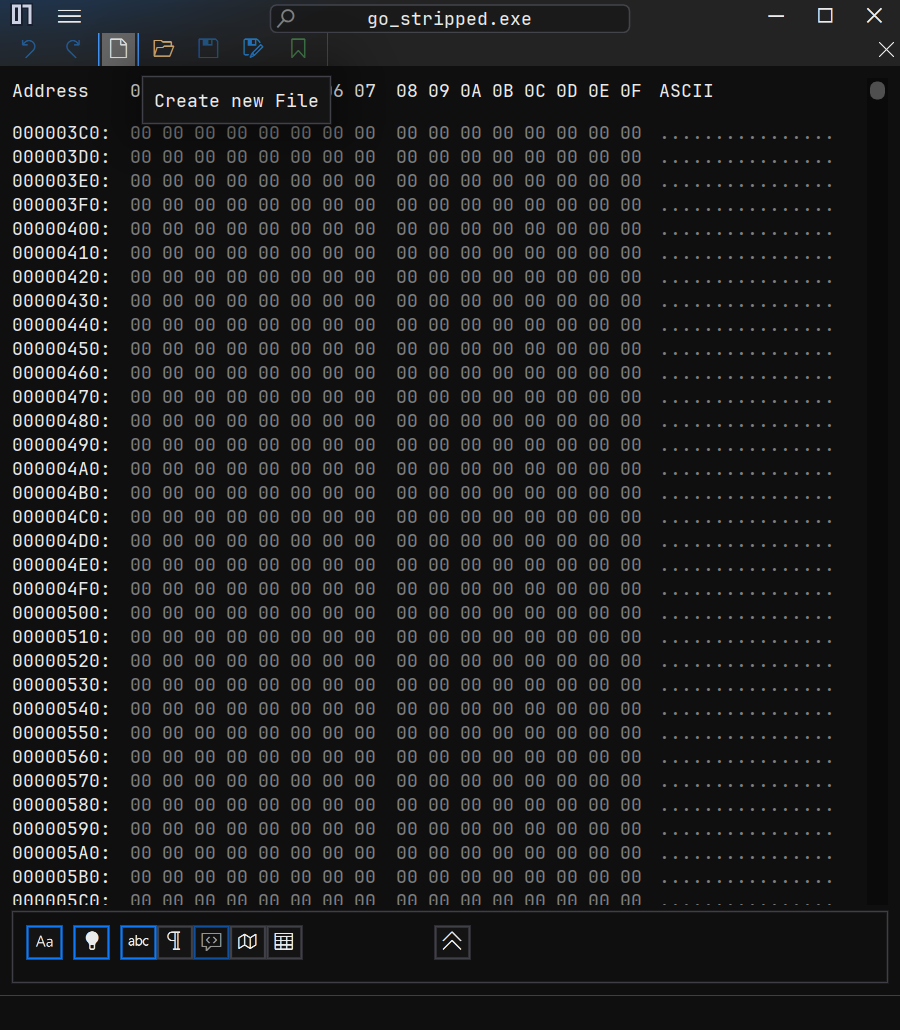 go_stripped.exe
Address 0 6 07 08 09 0A 0B 0C 0D 0E 0F ASCII
Create new File
000003C0: 00 00 00 00 00 00 00 00 00 00 00 00 00 00 00 00 ................
000003D0: 00 00 00 00 00 00 00 00 00 00 00 00 00 00 00 00 ................
000003E0: 00 00 00 00 00 00 00 00 00 00 00 00 00 00 00 00 ................
000003F0: 00 00 00 00 00 00 00 00 00 00 00 00 00 00 00 00 ................
00000400: 00 00 00 00 00 00 00 00 00 00 00 00 00 00 00 00 ................
00000410: 00 00 00 00 00 00 00 00 00 00 00 00 00 00 00 00 ................
00000420: 00 00 00 00 00 00 00 00 00 00 00 00 00 00 00 00 ................
00000430: 00 00 00 00 00 00 00 00 00 00 00 00 00 00 00 00 ................
00000440: 00 00 00 00 00 00 00 00 00 00 00 00 00 00 00 00 ................
00000450: 00 00 00 00 00 00 00 00 00 00 00 00 00 00 00 00 ................
00000460: 00 00 00 00 00 00 00 00 00 00 00 00 00 00 00 00 ................
00000470: 00 00 00 00 00 00 00 00 00 00 00 00 00 00 00 00 ................
00000480: 00 00 00 00 00 00 00 00 00 00 00 00 00 00 00 00 ................
00000490: 00 00 00 00 00 00 00 00 00 00 00 00 00 00 00 00 ................
000004A0: 00 00 00 00 00 00 00 00 00 00 00 00 00 00 00 00 ................
000004B0: 00 00 00 00 00 00 00 00 00 00 00 00 00 00 00 00 ................
000004C0: 00 00 00 00 00 00 00 00 00 00 00 00 00 00 00 00 ................
000004D0: 00 00 00 00 00 00 00 00 00 00 00 00 00 00 00 00 ................
000004E0: 00 00 00 00 00 00 00 00 00 00 00 00 00 00 00 00 ................
000004F0: 00 00 00 00 00 00 00 00 00 00 00 00 00 00 00 00 ................
00000500: 00 00 00 00 00 00 00 00 00 00 00 00 00 00 00 00 ................
00000510: 00 00 00 00 00 00 00 00 00 00 00 00 00 00 00 00 ................
00000520: 00 00 00 00 00 00 00 00 00 00 00 00 00 00 00 00 ................
00000530: 00 00 00 00 00 00 00 00 00 00 00 00 00 00 00 00 ................
00000540: 00 00 00 00 00 00 00 00 00 00 00 00 00 00 00 00 ................
00000550: 00 00 00 00 00 00 00 00 00 00 00 00 00 00 00 00 ................
00000560: 00 00 00 00 00 00 00 00 00 00 00 00 00 00 00 00 ................
00000570: 00 00 00 00 00 00 00 00 00 00 00 00 00 00 00 00 ................
00000580: 00 00 00 00 00 00 00 00 00 00 00 00 00 00 00 00 ................
00000590: 00 00 00 00 00 00 00 00 00 00 00 00 00 00 00 00 ................
000005A0: 00 00 00 00 00 00 00 00 00 00 00 00 00 00 00 00 ................
000005B0: 00 00 00 00 00 00 00 00 00 00 00 00 00 00 00 00 ................
000005C0: 00 00 00 00 00 00 00 00 00 00 00 00 00 00 00 00 ................
Aa abc ¶